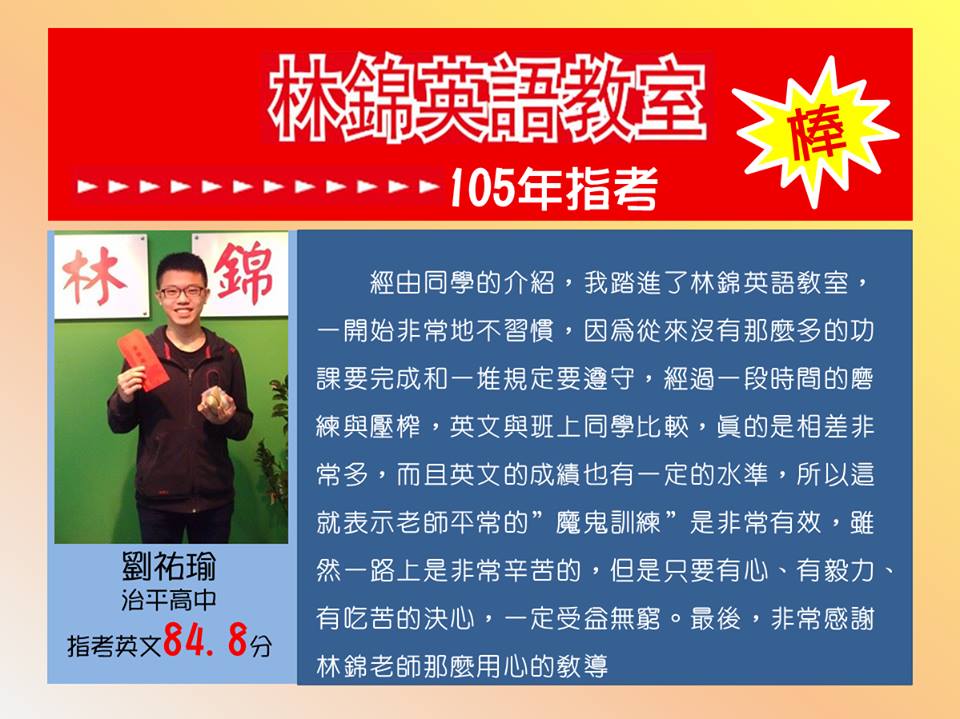 林錦英語教室
棒
105年指考
林 錦
劉祐瑜
治平高中
指考英文84.8分
經由同學的介紹，我踏進了林錦英語教室，
一開始非常地不習慣，因為從來沒有那麼多的功
課要完成和一堆規定要遵守，經過一段時間的磨
練與壓榨，英文與班上同學比較，真的是相差非
常多，而且英文的成績也有一定的水準，所以這
就表示老師平常的”魔鬼訓練”是非常有效，雖
然一路上是非常辛苦的，但是只要有心、有毅力、
有吃苦的決心，一定受益無窮。最後，非常感謝
林錦老師那麼用心的教導